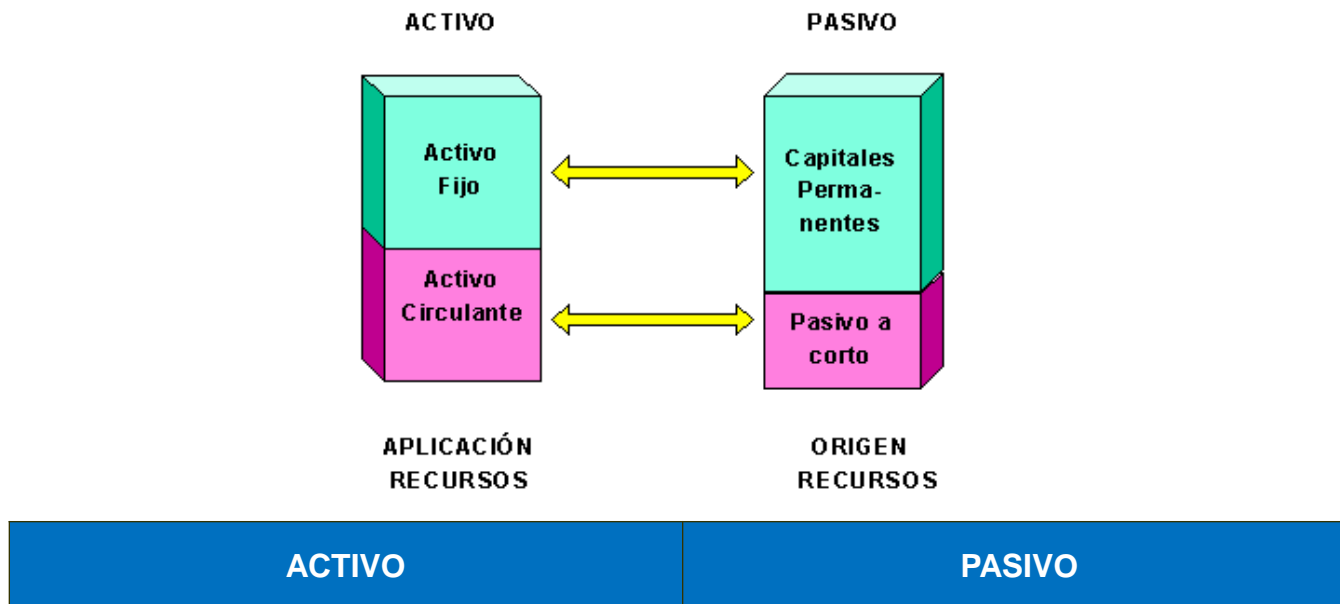 ACTIVO
PASIVO
Activo
Fijo
Capitales
Perma-
nentes
Activo
Circulante
Pasivo a
corto
APLICACIÓN
RECURSOS
ORIGEN
RECURSOS
ACTIVO
PASIVO